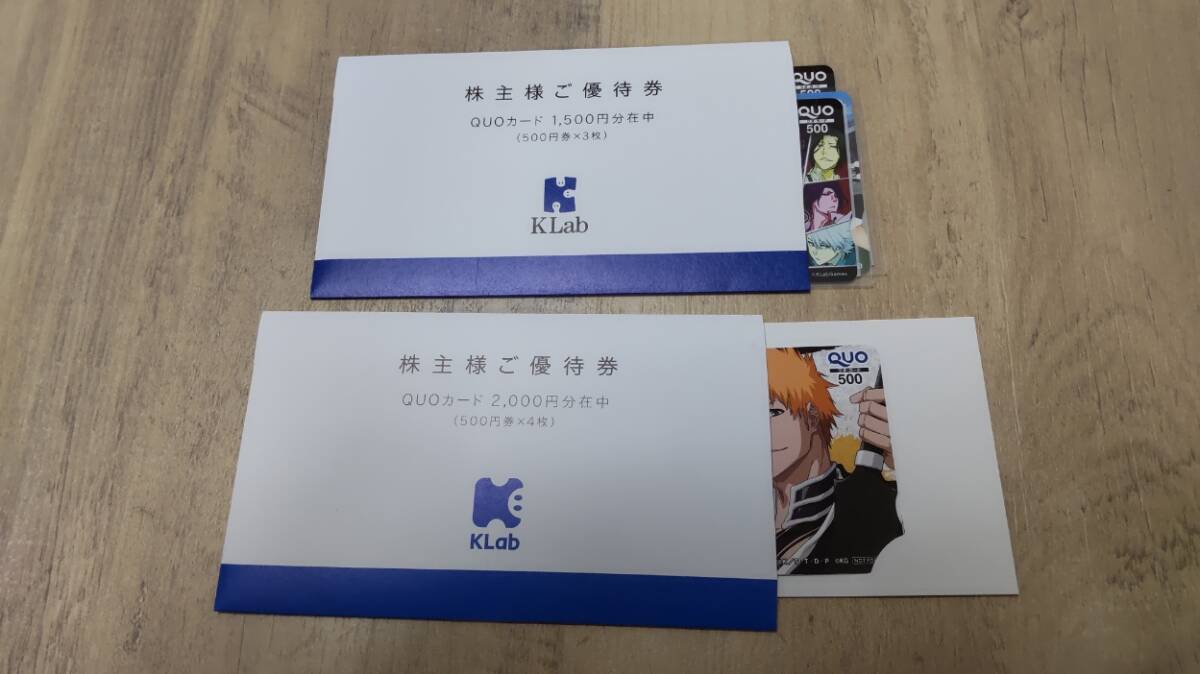 株主様ご優待券
QUOカード 1,500円分在中
(500円券×3枚)
KLab
QUO
500
QUO
500
©KLabGames
株主様ご優待券
QUOカード 2,000円分在中
(500円券×4枚)
KLab
QUO
500